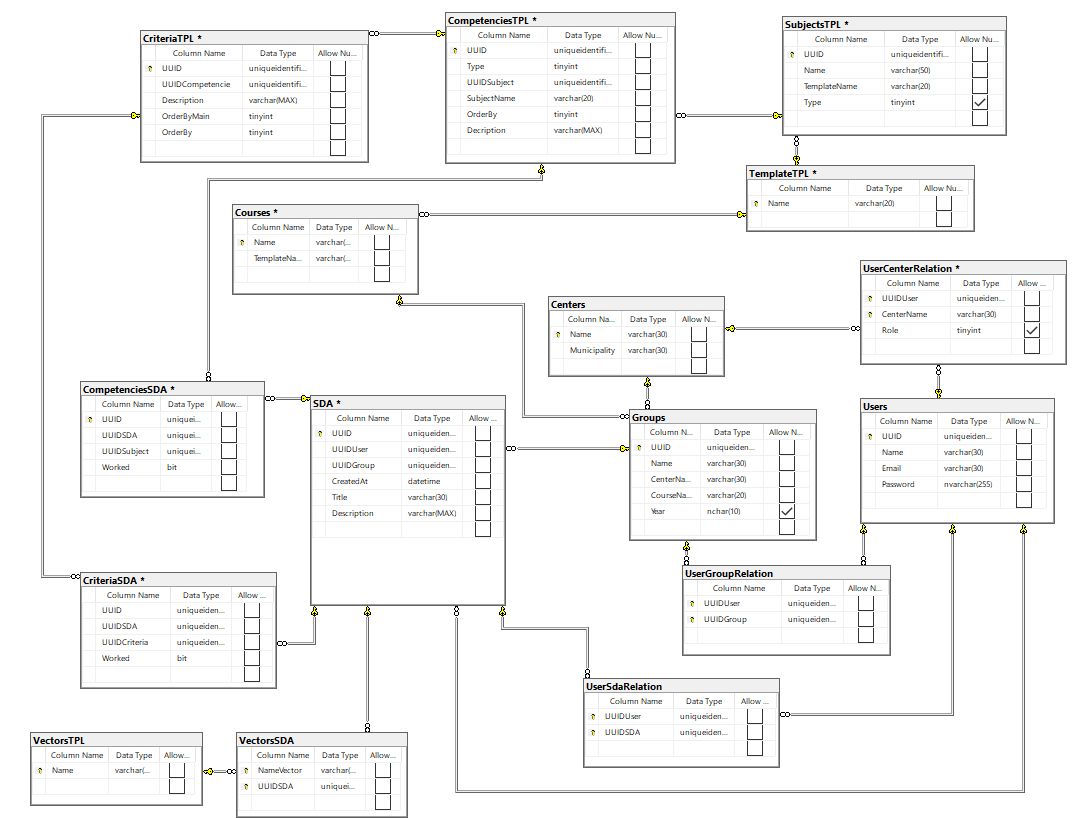 CriteriaTPL *
Column Name Data Type Allow Nu...
UUID uniqueidentifi...
UUIDCompetencie uniqueidentifi...
Description varchar(MAX)
OrderByMain tinyint
OrderBy tinyint
CompetenciesTPL *
Column Name Data Type Allow Nu...
UUID uniqueidentifi...
Type tinyint
UUIDSubject uniqueidentifi...
SubjectName varchar(20)
OrderBy tinyint
Decription varchar(MAX)
SubjectsTPL *
Column Name Data Type Allow Nu...
UUID uniqueidentifi...
Name varchar(50)
TemplateName varchar(20)
Type tinyint
TemplateTPL *
Column Name Data Type Allow Nu...
Name varchar(20)
Courses *
Column Name Data Type Allow N...
Name varchar(...
TemplateNa... varchar(...
Centers
Column Na... Data Type Allow N...
Name varchar(30)
Municipality varchar(30)
UserCenterRelation *
Column Name Data Type Allow ...
UUIDUser uniqueiden...
CenterName varchar(30)
Role tinyint
CompetenciesSDA *
Column Name Data Type Allow...
UUID uniquei...
UUIDSDA uniquei...
UUIDSubject uniquei...
Worked bit
SDA *
Column Name Data Type Allow ...
UUID uniqueiden...
UUIDUser uniqueiden...
UUIDGroup uniqueiden...
CreatedAt datetime
Title varchar(30)
Description varchar(MAX)
Groups
Column N... Data Type Allow N...
UUID uniqueiden...
Name varchar(30)
CenterNa... varchar(30)
CourseNa... varchar(20)
Year nchar(10)
Users
Column Name Data Type Allow N...
UUID uniqueiden...
Name varchar(30)
Email varchar(30)
Password nvarchar(255)
CriteriaSDA *
Column Name Data Type Allow ...
UUID uniqueiden...
UUIDSDA uniqueiden...
UUIDCriteria uniqueiden...
Worked bit
UserGroupRelation
Column Name Data Type Allow N...
UUIDUser uniqueiden...
UUIDGroup uniqueiden...
UserSdaRelation
Column Name Data Type Allow ...
UUIDUser uniqueiden...
UUIDSDA uniqueiden...
VectorsTPL
Column Name Data Type Allow...
Name varchar(...
VectorsSDA
Column Name Data Type Allow...
NameVector varchar(...
UUIDSDA uniquei...